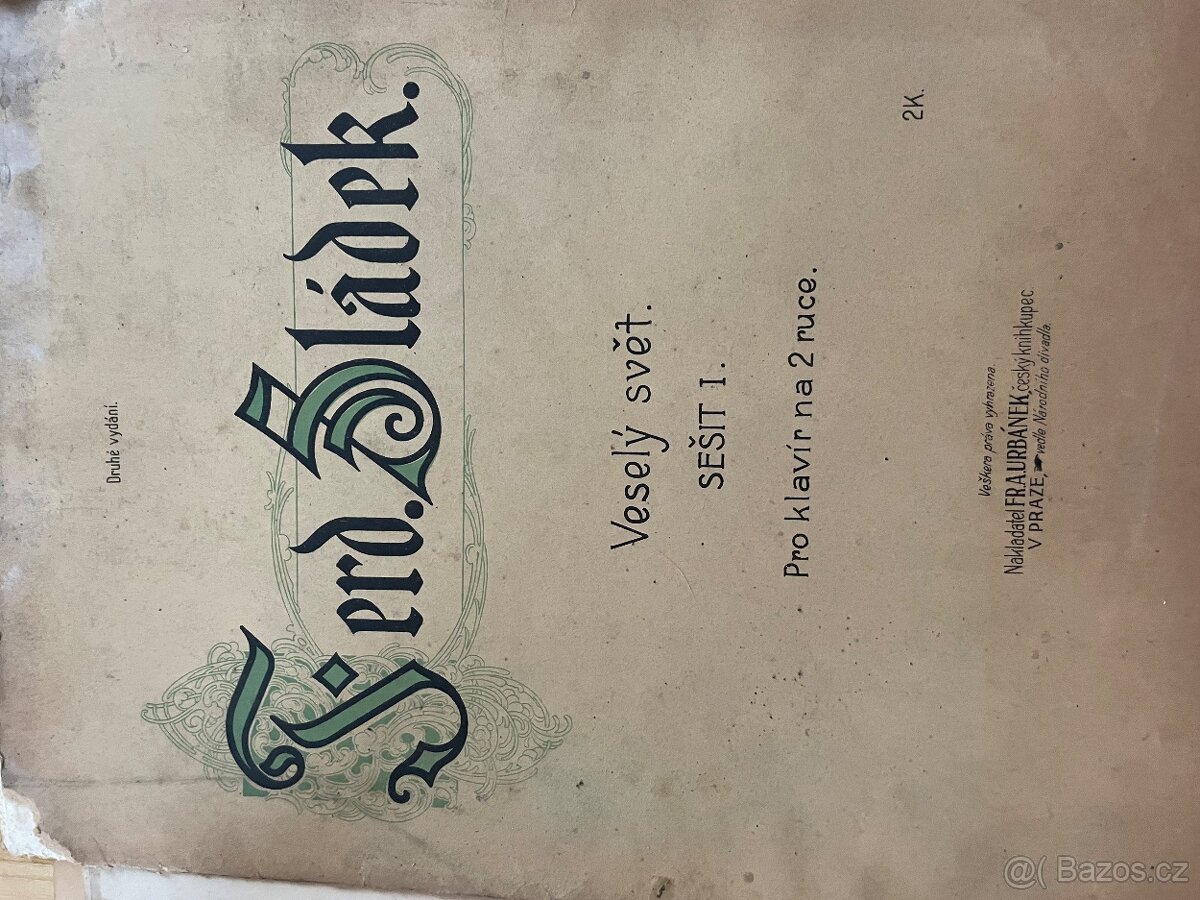 Druhé vydání.
Ferd. Sládek.
Veselý svět.
SEŠIT I.
Pro klavír na 2 ruce.
2K.
Veškera práva vyhrazena.
Nakladatel FR.A.URBÁNEK, český knihkupec
V PRAZE, vedle Národního divadla.
@( Bazos.cz